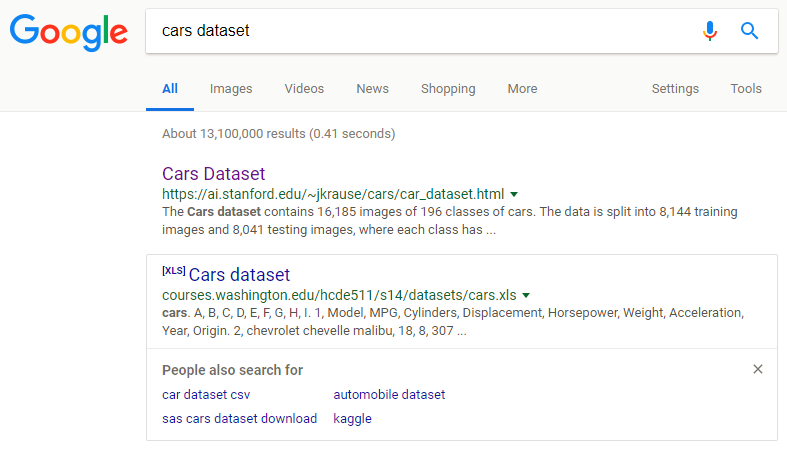 Google
cars dataset
All Images Videos News Shopping More Settings Tools
About 13,100,000 results (0.41 seconds)
Cars Dataset
https://ai.stanford.edu/~jkrause/cars/car_dataset.html
The Cars dataset contains 16,185 images of 196 classes of cars. The data is split into 8,144 training
images and 8,041 testing images, where each class has ...
[XLS] Cars dataset
courses.washington.edu/hcde511/s14/datasets/cars.xls
cars. A, B, C, D, E, F, G, H, I. 1, Model, MPG, Cylinders, Displacement, Horsepower, Weight, Acceleration,
Year, Origin. 2, chevrolet chevelle malibu, 18, 8, 307 ...
People also search for
car dataset csv automobile dataset
sas cars dataset download kaggle